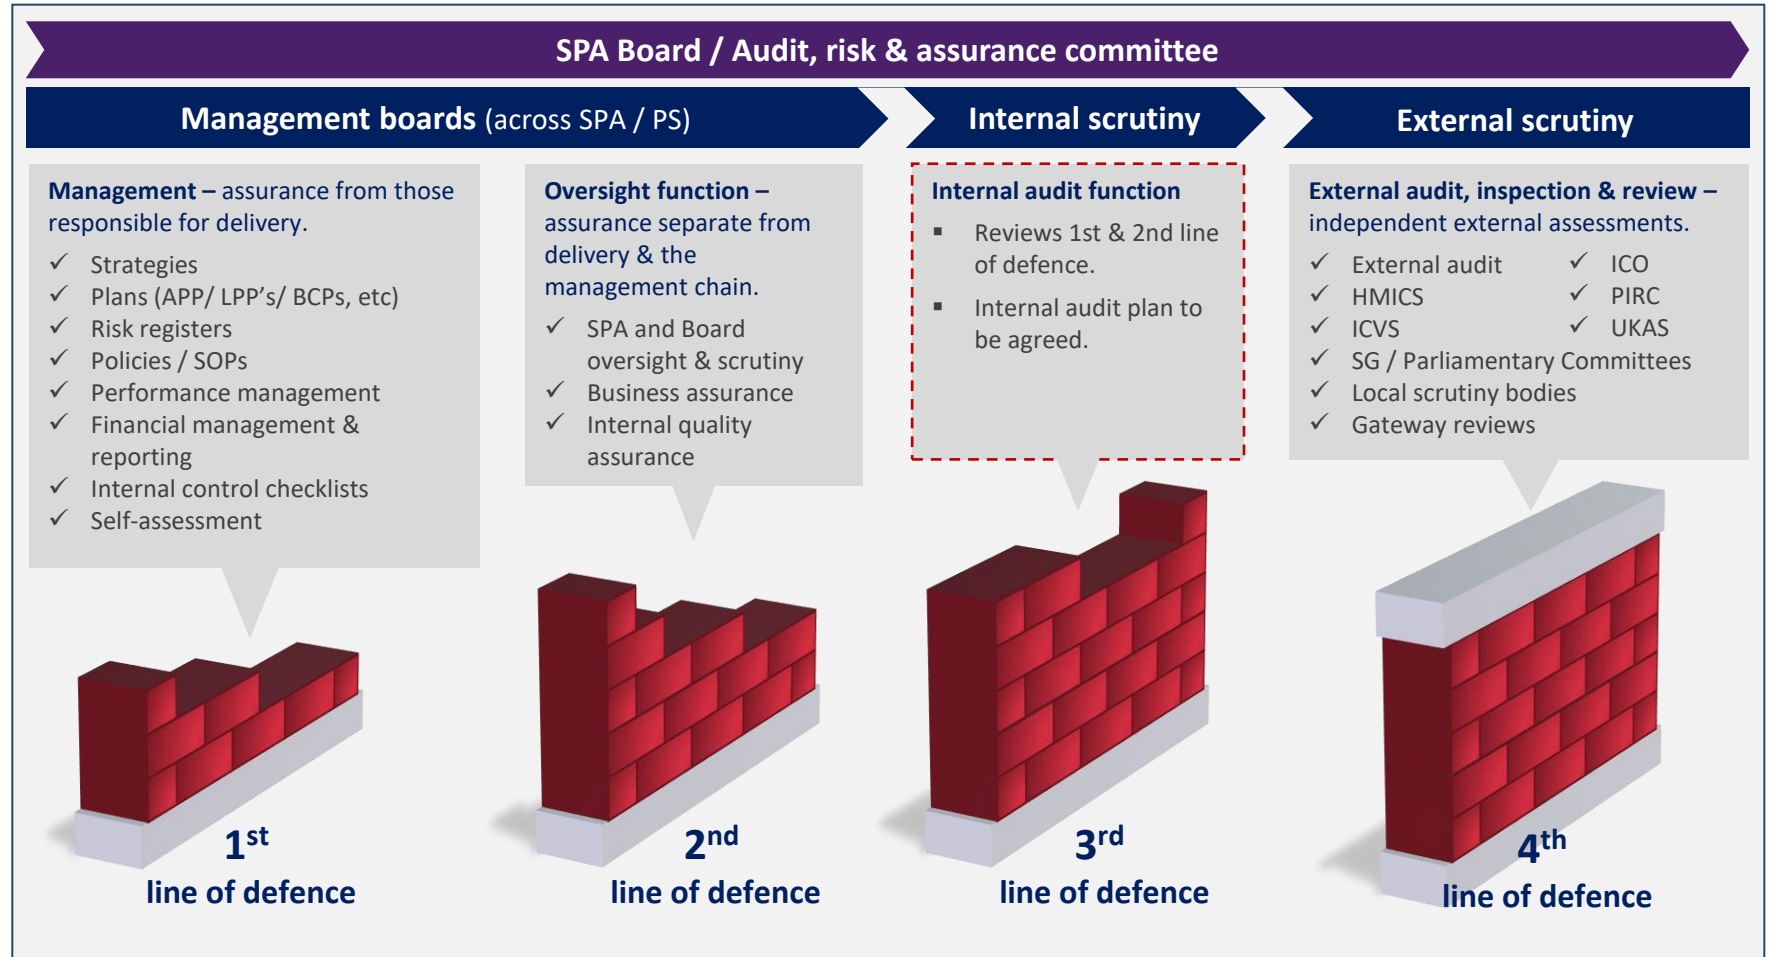 SPA Board / Audit, risk & assurance committee
Management boards (across SPA / PS)
Internal scrutiny
External scrutiny
Management – assurance from those
responsible for delivery.
✓ Strategies
✓ Plans (APP/ LPP's/ BCPs, etc)
✓ Risk registers
✓ Policies / SOPs
✓ Performance management
✓ Financial management &
reporting
✓ Internal control checklists
✓ Self-assessment
Oversight function –
assurance separate from
delivery & the
management chain.
✓ SPA and Board
oversight & scrutiny
✓ Business assurance
✓ Internal quality
assurance
Internal audit function
▪ Reviews 1st & 2nd line
of defence.
▪ Internal audit plan to
be agreed.
External audit, inspection & review –
independent external assessments.
✓ External audit ✓ ICO
✓ HMICS ✓ PIRC
✓ ICVS ✓ UKAS
✓ SG / Parliamentary Committees
✓ Local scrutiny bodies
✓ Gateway reviews
1st
line of defence
2nd
line of defence
3rd
line of defence
4th
line of defence